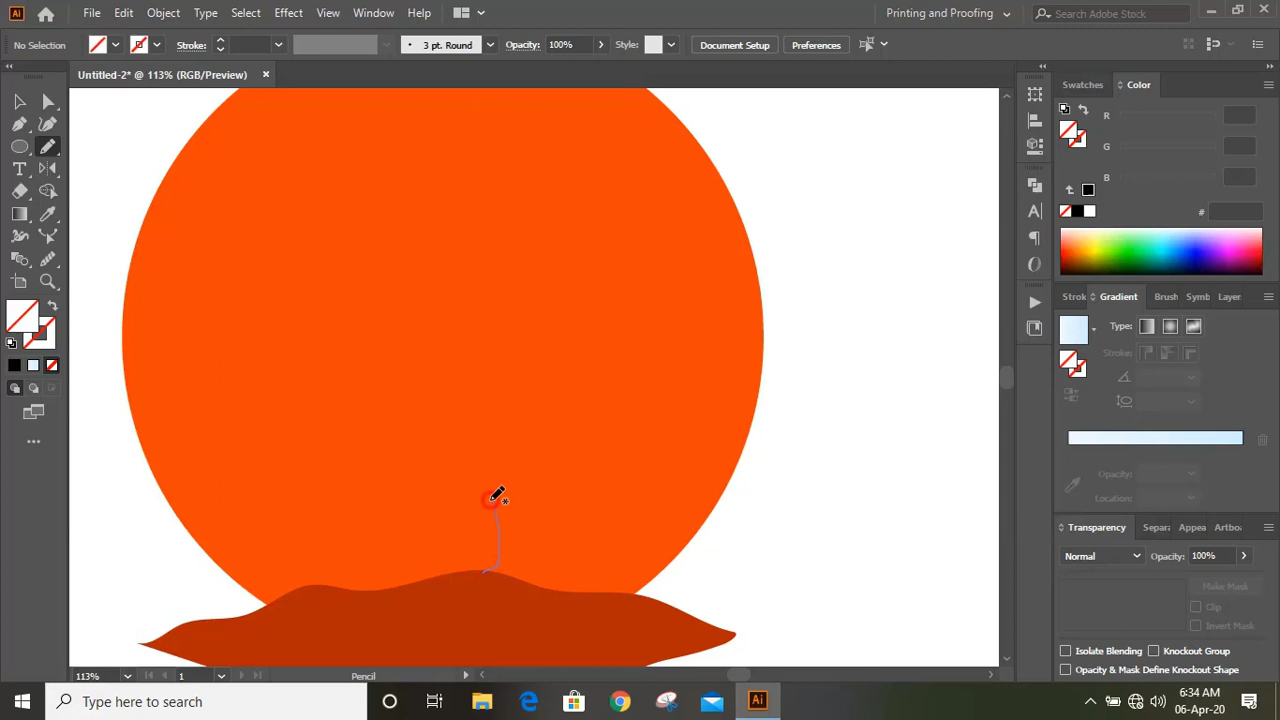 Ai File Edit Object Type Select Effect View Window Help Printing and Proofing Search Adobe Stock
No Selection Stroke: 3 pt. Round Opacity: 100% Style: Document Setup Preferences
Untitled-2* @ 113% (RGB/Preview)
Swatches Color
R
G
B
#
Strok Gradient Brush Symb Layer
Type:
Stroke:
Opacity:
Location:
Transparency Separ Appea Artbo
Normal Opacity: 100%
Make Mask
Clip
Invert Mask
Isolate Blending Knockout Group
Opacity & Mask Define Knockout Shape
113% 1 Pencil
Type here to search Ai 6:34 AM
06-Apr-20